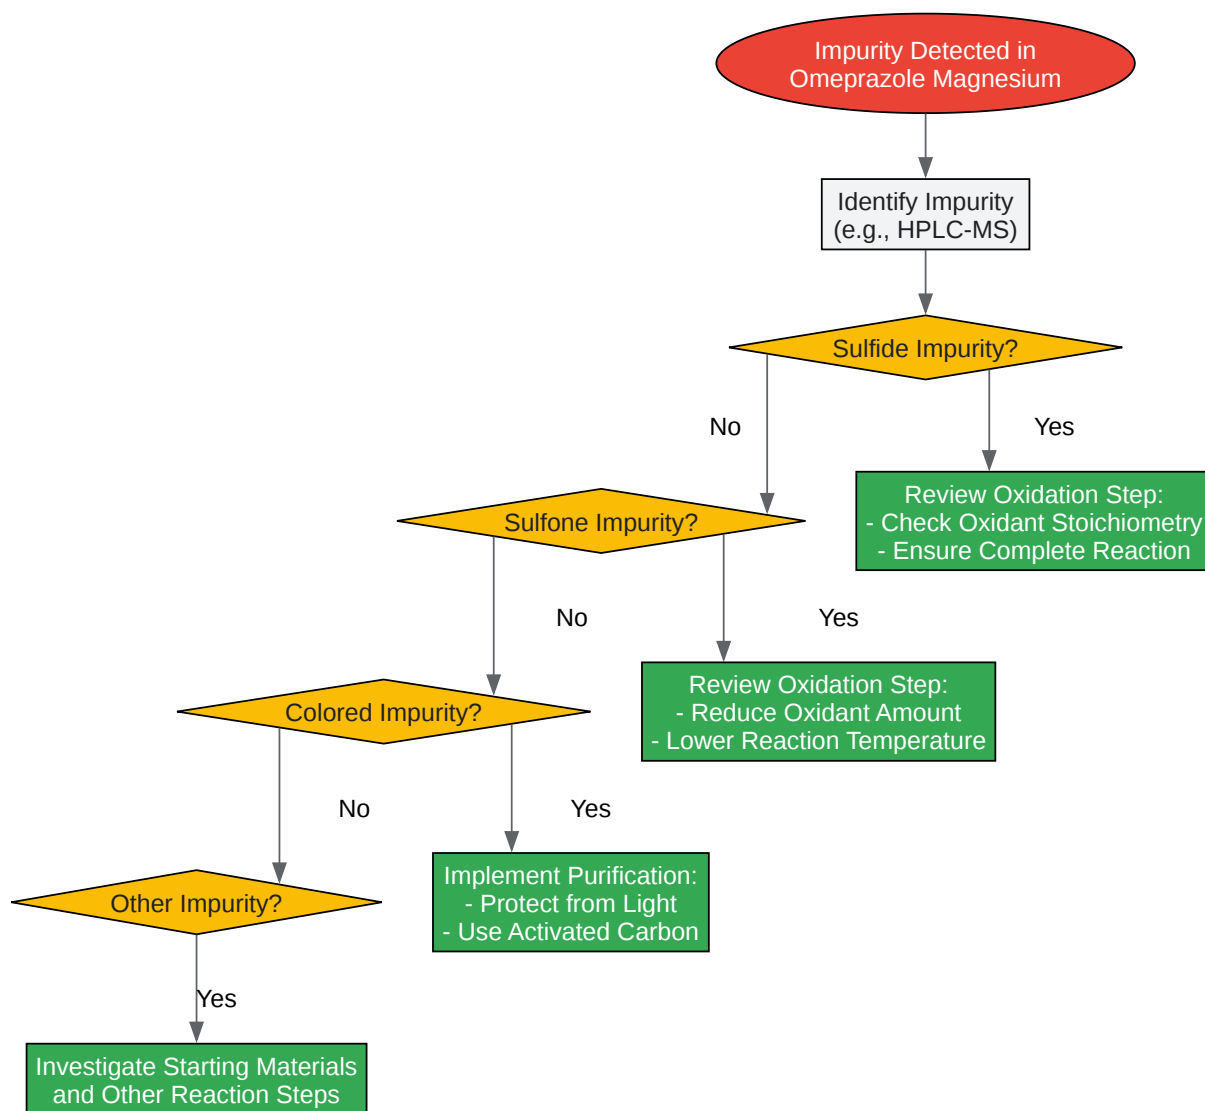 Impurity Detected in
Omeprazole Magnesium
Identify Impurity
(e.g., HPLC-MS)
Sulfide Impurity?
No
Yes
Review Oxidation Step:
- Check Oxidant Stoichiometry
- Ensure Complete Reaction
Sulfone Impurity?
No
Yes
Review Oxidation Step:
- Reduce Oxidant Amount
- Lower Reaction Temperature
Colored Impurity?
No
Yes
Implement Purification:
- Protect from Light
- Use Activated Carbon
Other Impurity?
Yes
Investigate Starting Materials
and Other Reaction Steps